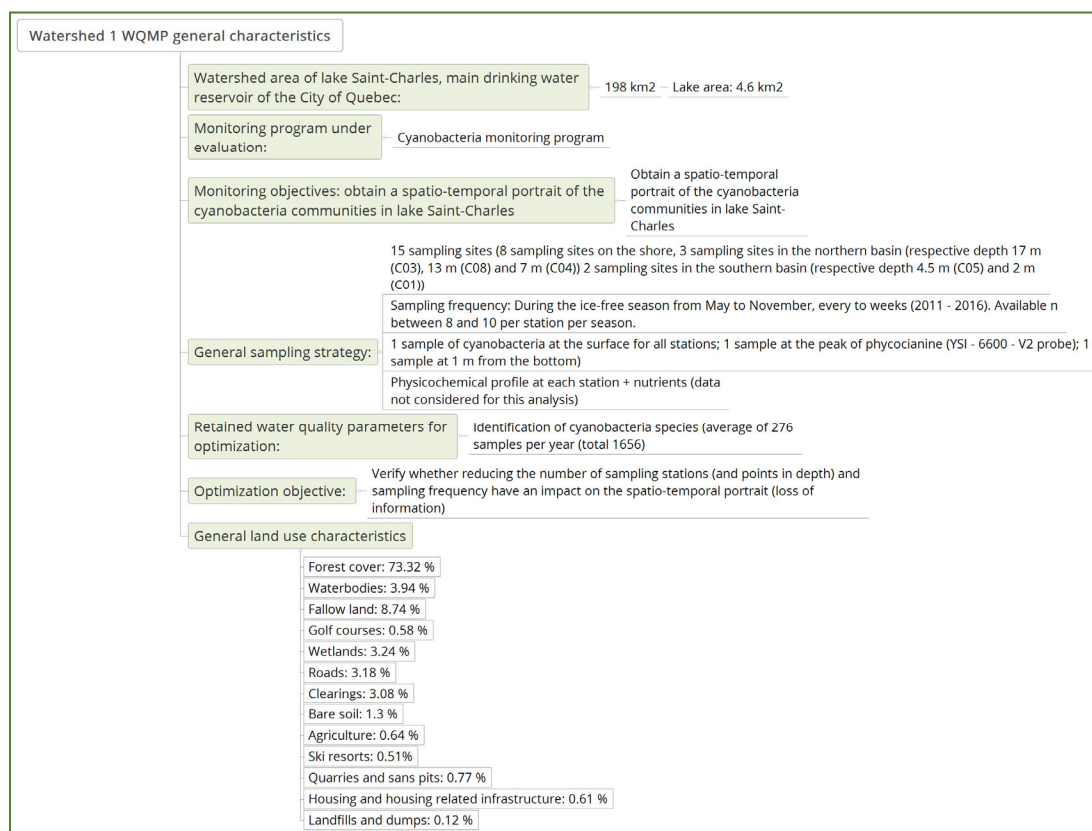 Watershed 1 WQMP general characteristics
Watershed area of lake Saint-Charles, main drinking water
reservoir of the City of Quebec:
198 km2
Lake area: 4.6 km2
Monitoring program under
evaluation:
Cyanobacteria monitoring program
Monitoring objectives: obtain a spatio-temporal portrait of the
cyanobacteria communities in lake Saint-Charles
Obtain a spatio-temporal
portrait of the cyanobacteria
communities in lake Saint-
Charles
General sampling strategy:
15 sampling sites (8 sampling sites on the shore, 3 sampling sites in the northern basin (respective depth 17 m
(C03), 13 m (C08) and 7 m (C04)) 2 sampling sites in the southern basin (respective depth 4.5 m (C05) and 2 m
(C01))
Sampling frequency: During the ice-free season from May to November, every to weeks (2011 - 2016). Available n
between 8 and 10 per station per season.
1 sample of cyanobacteria at the surface for all stations; 1 sample at the peak of phycocianine (YSI - 6600 - V2 probe); 1
sample at 1 m from the bottom)
Physicochemical profile at each station + nutrients (data
not considered for this analysis)
Retained water quality parameters for
optimization:
Identification of cyanobacteria species (average of 276
samples per year (total 1656)
Optimization objective:
Verify whether reducing the number of sampling stations (and points in depth) and
sampling frequency have an impact on the spatio-temporal portrait (loss of
information)
General land use characteristics
Forest cover: 73.32 %
Waterbodies: 3.94 %
Fallow land: 8.74 %
Golf courses: 0.58 %
Wetlands: 3.24 %
Roads: 3.18 %
Clearings: 3.08 %
Bare soil: 1.3 %
Agriculture: 0.64 %
Ski resorts: 0.51%
Quarries and sans pits: 0.77 %
Housing and housing related infrastructure: 0.61 %
Landfills and dumps: 0.12 %